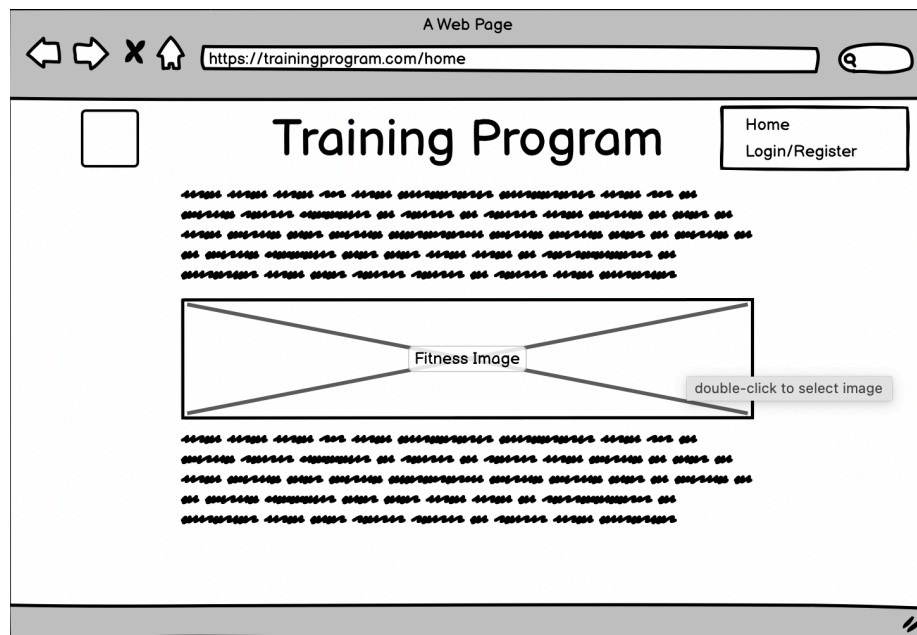 A Web Page
https://trainingprogram.com/home
Training Program
Home
Login/Register
Fitness Image
double-click to select image